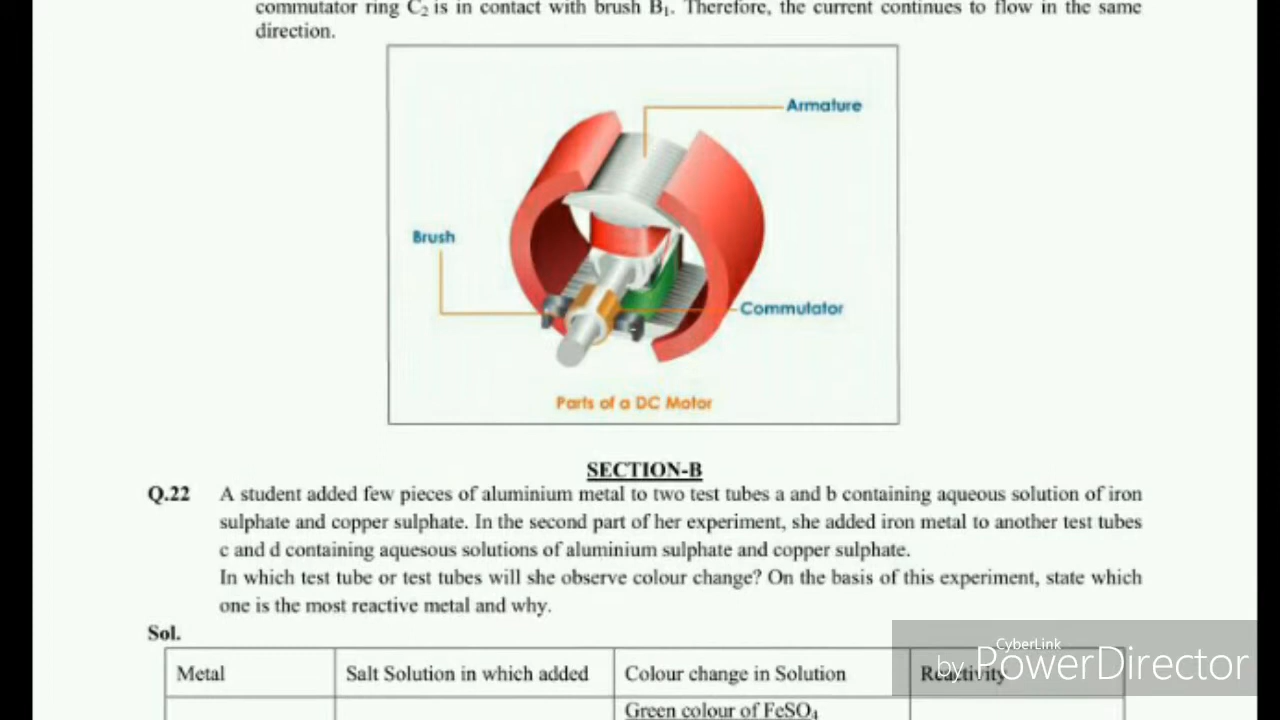 commutator ring C₂ is in contact with brush B₁. Therefore, the current continues to flow in the same
direction.
Armature
Brush
Commutator
Parts of a DC Motor
SECTION-B
Q.22 A student added few pieces of aluminium metal to two test tubes a and b containing aqueous solution of iron
sulphate and copper sulphate. In the second part of her experiment, she added iron metal to another test tubes
c and d containing aquesous solutions of aluminium sulphate and copper sulphate.
In which test tube or test tubes will she observe colour change? On the basis of this experiment, state which
one is the most reactive metal and why.
Sol.
Metal Salt Solution in which added Colour change in Solution Reactivity
Green colour of FeSO₄
CyberLink
by PowerDirector